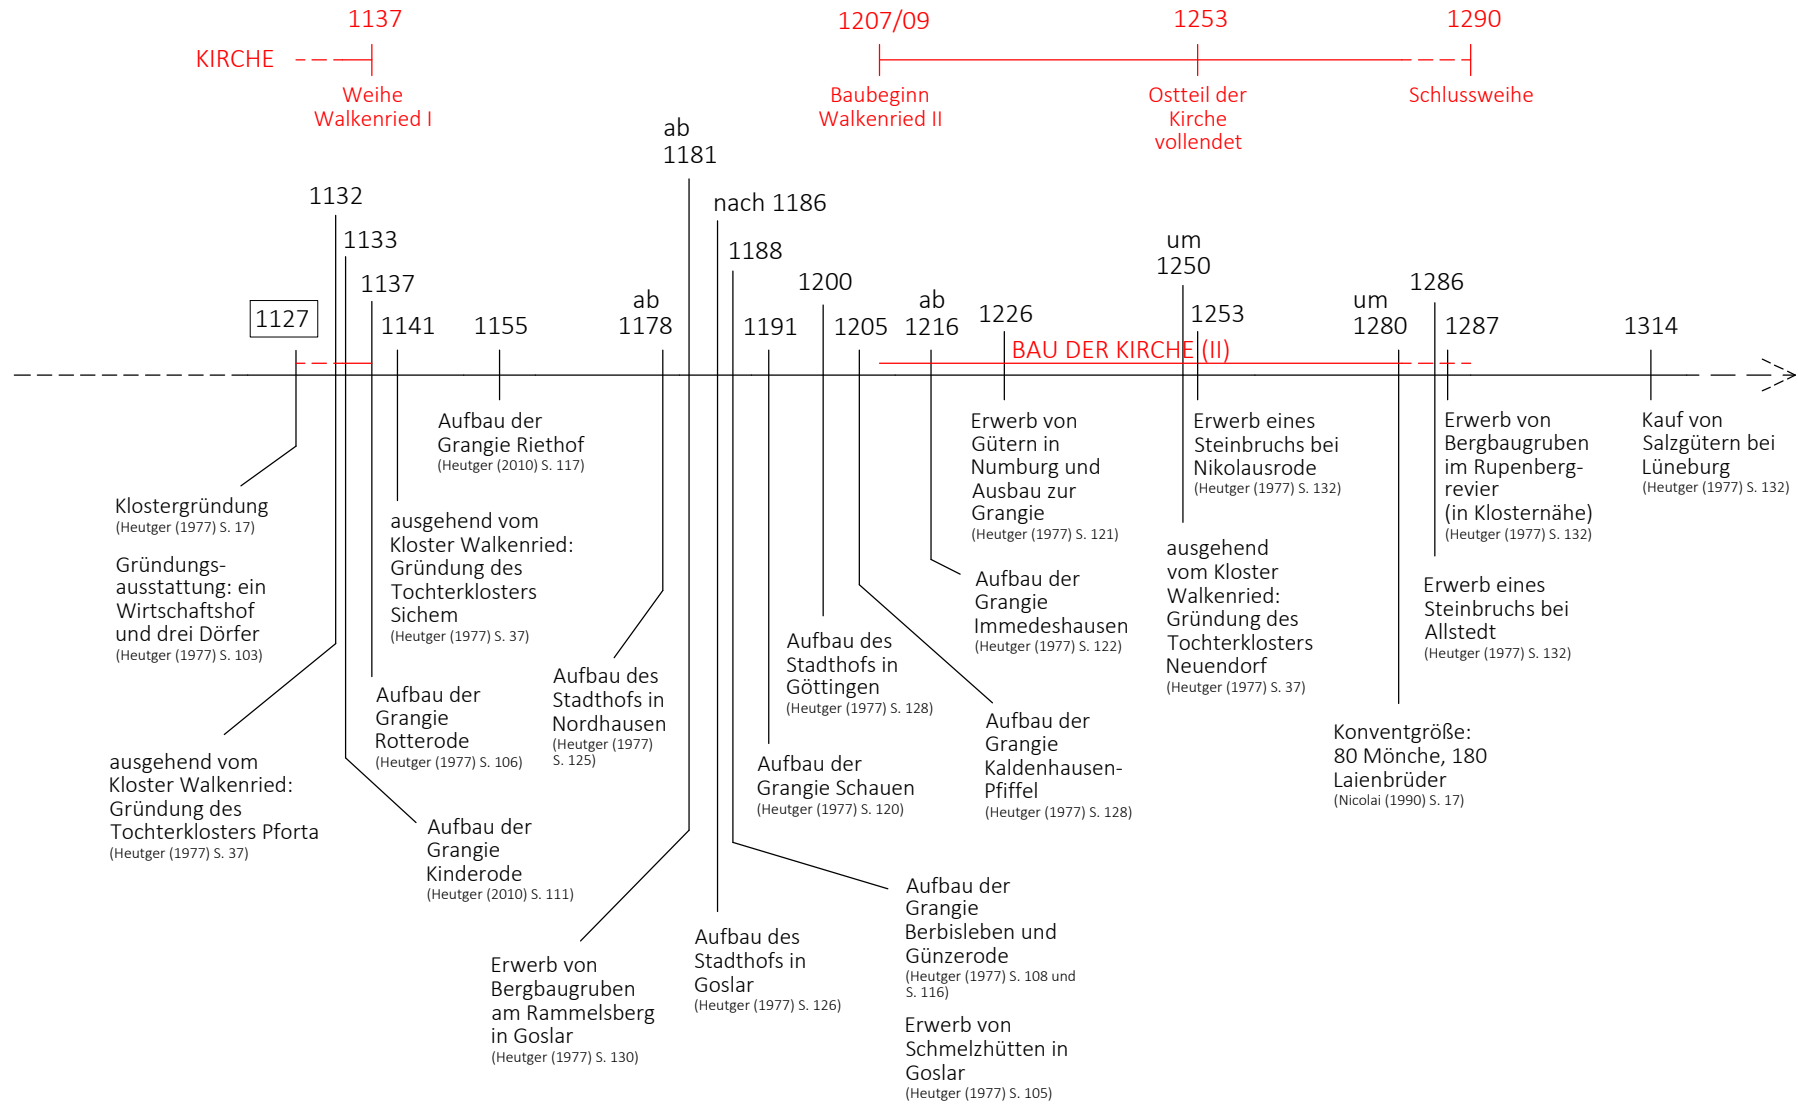 1137
1207/09
1253
1290
KIRCHE
Weihe
Walkenried I
Baubeginn
Walkenried II
Ostteil der
Kirche
vollendet
Schlussweihe
ab
1181
1132
nach 1186
1133
1188
um
1250
1137
1200
1286
1127
1141
1155
ab
1178
1191
1205
ab
1216
1226
1253
um
1280
1287
1314
BAU DER KIRCHE (II)
Klostergründung
(Heutger (1977) S. 17)
Gründungs-
ausstattung: ein
Wirtschaftshof
und drei Dörfer
(Heutger (1977) S. 103)
ausgehend vom
Kloster Walkenried:
Gründung des
Tochterklosters Pforta
(Heutger (1977) S. 37)
Aufbau der
Grangie
Kinderode
(Heutger (2010) S. 111)
Aufbau der
Grangie
Rotterode
(Heutger (1977) S. 106)
ausgehend vom
Kloster Walkenried:
Gründung des
Tochterklosters
Sichem
(Heutger (1977) S. 37)
Aufbau der
Grangie Riethof
(Heutger (2010) S. 117)
Aufbau des
Stadthofs in
Nordhausen
(Heutger (1977)
S. 125)
Erwerb von
Bergbaugruben
am Rammelsberg
in Goslar
(Heutger (1977) S. 130)
Aufbau des
Stadthofs in
Goslar
(Heutger (1977) S. 126)
Aufbau der
Grangie
Berbisleben und
Günzerode
(Heutger (1977) S. 108 und
S. 116)
Erwerb von
Schmelzhütten in
Goslar
(Heutger (1977) S. 105)
Aufbau der
Grangie Schauen
(Heutger (1977) S. 120)
Aufbau des
Stadthofs in
Göttingen
(Heutger (1977) S. 128)
Aufbau der
Grangie
Kaldenhausen-
Pfiffel
(Heutger (1977) S. 128)
Aufbau der
Grangie
Immedeshausen
(Heutger (1977) S. 122)
Erwerb von
Gütern in
Numburg und
Ausbau zur
Grangie
(Heutger (1977) S. 121)
ausgehend
vom Kloster
Walkenried:
Gründung des
Tochterklosters
Neuendorf
(Heutger (1977) S. 37)
Erwerb eines
Steinbruchs bei
Nikolausrode
(Heutger (1977) S. 132)
Konventgröße:
80 Mönche, 180
Laienbrüder
(Nicolai (1990) S. 17)
Erwerb eines
Steinbruchs bei
Allstedt
(Heutger (1977) S. 132)
Erwerb von
Bergbaugruben
im Rupenberg-
revier
(in Klosternähe)
(Heutger (1977) S. 132)
Kauf von
Salzgütern bei
Lüneburg
(Heutger (1977) S. 132)